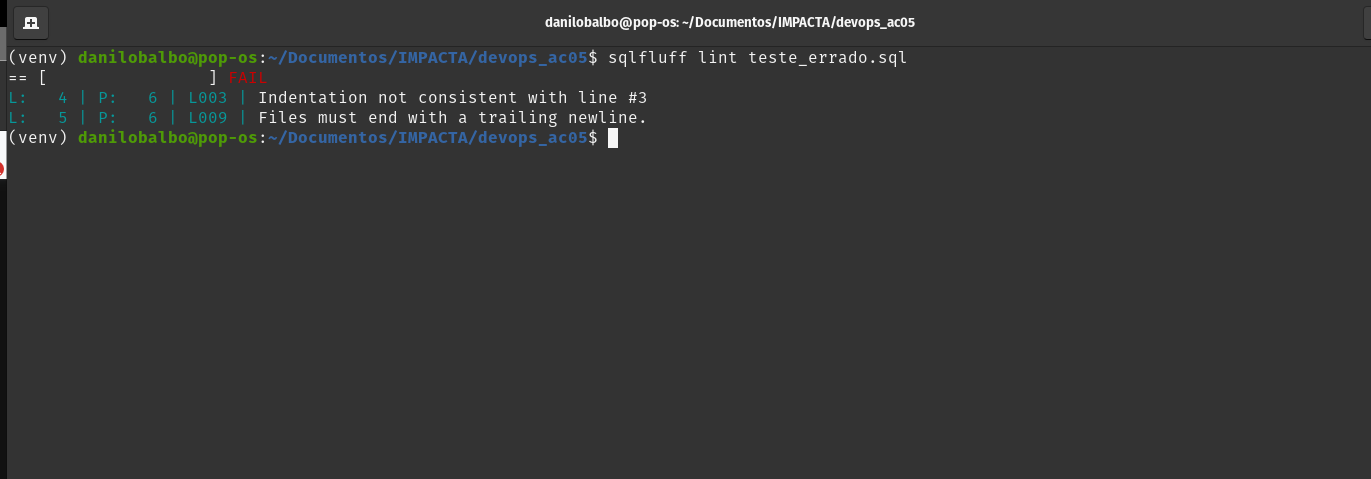 danilobalbo@pop-os: ~/Documentos/IMPACTA/devops_ac05
(venv) danilobalbo@pop-os:~/Documentos/IMPACTA/devops_ac05$ sqlfluff lint teste_errado.sql
== [                ] FAIL
L:   4 | P:   6 | L003 | Indentation not consistent with line #3
L:   5 | P:   6 | L009 | Files must end with a trailing newline.
(venv) danilobalbo@pop-os:~/Documentos/IMPACTA/devops_ac05$